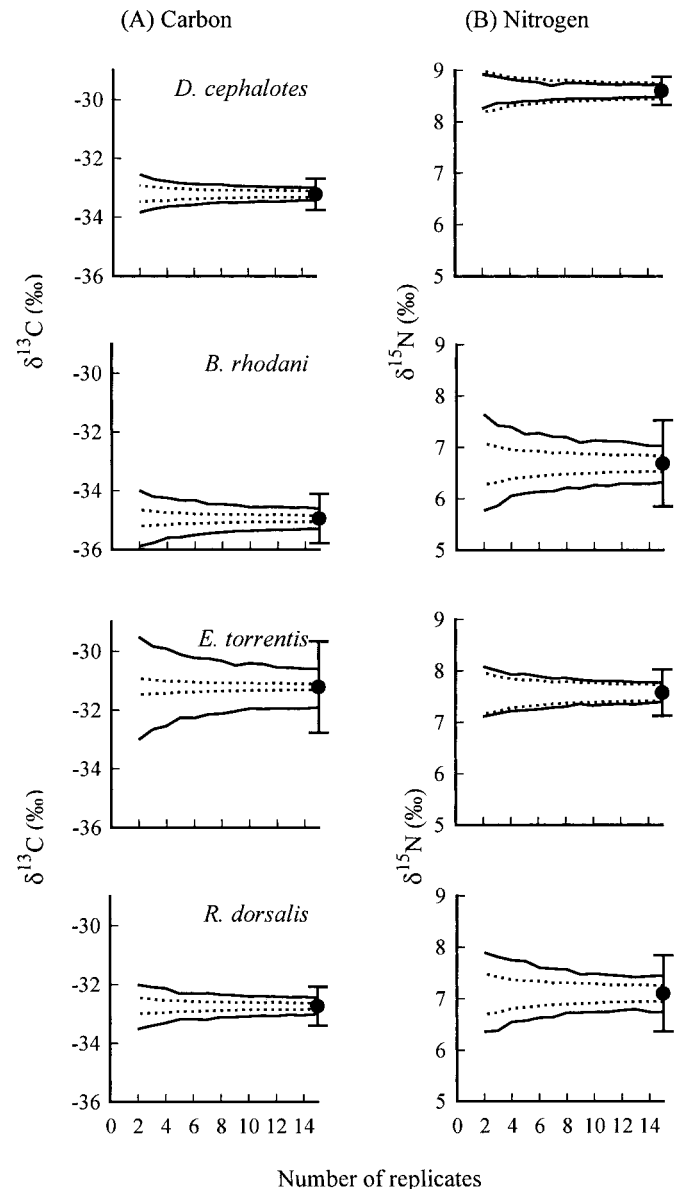 (A) Carbon
(B) Nitrogen
D. cephalotes
-30
-32
-34
-36
9
8
7
6
5
δ13C (‰)
δ15N (‰)
B. rhodani
-30
-32
-34
-36
9
8
7
6
5
E. torrentis
-30
-32
-34
-36
9
8
7
6
5
δ13C (‰)
δ15N (‰)
R. dorsalis
-30
-32
-34
-36
9
8
7
6
5
0 2 4 6 8 10 12 14
0 2 4 6 8 10 12 14
Number of replicates